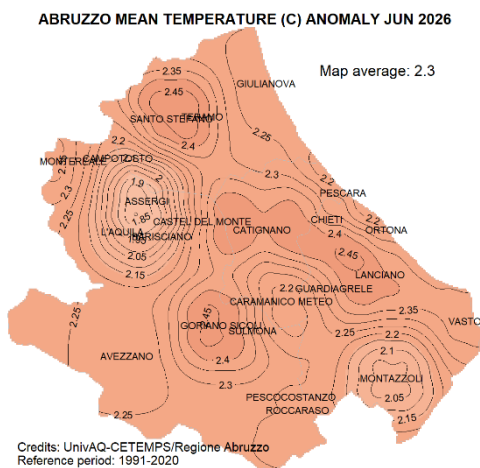 ABRUZZO MEAN TEMPERATURE (C) ANOMALY JUN 2026
Map average: 2.3
2.35
GIULIANOVA
2.45
SANTO STEFANO
TERAMO
2.25
2.4
2.2
MONTEREALE
CAMPOTOSTO
2.3
2.3
1.9
2
2.2
PESCARA
ASSERGI
2.25
1.85
CASTEL DEL MONTE
CHIETI
L'AQUILA
BARISCIANO
CATIGNANO
2.4
ORTONA
2.05
2.45
2.15
LANCIANO
2.2
GUARDIAGRELE
CARAMANICO METEO
2.25
2.45
2.35
GORIANO SICOLI
SULMONA
2.25
2.2
VASTO
2.1
AVEZZANO
2.4
MONTAZZOLI
2.3
2.05
PESCOCOSTANZO
2.25
ROCCARASO
2.15
Credits: UnivAQ-CETEMPS/Regione Abruzzo
Reference period: 1991-2020